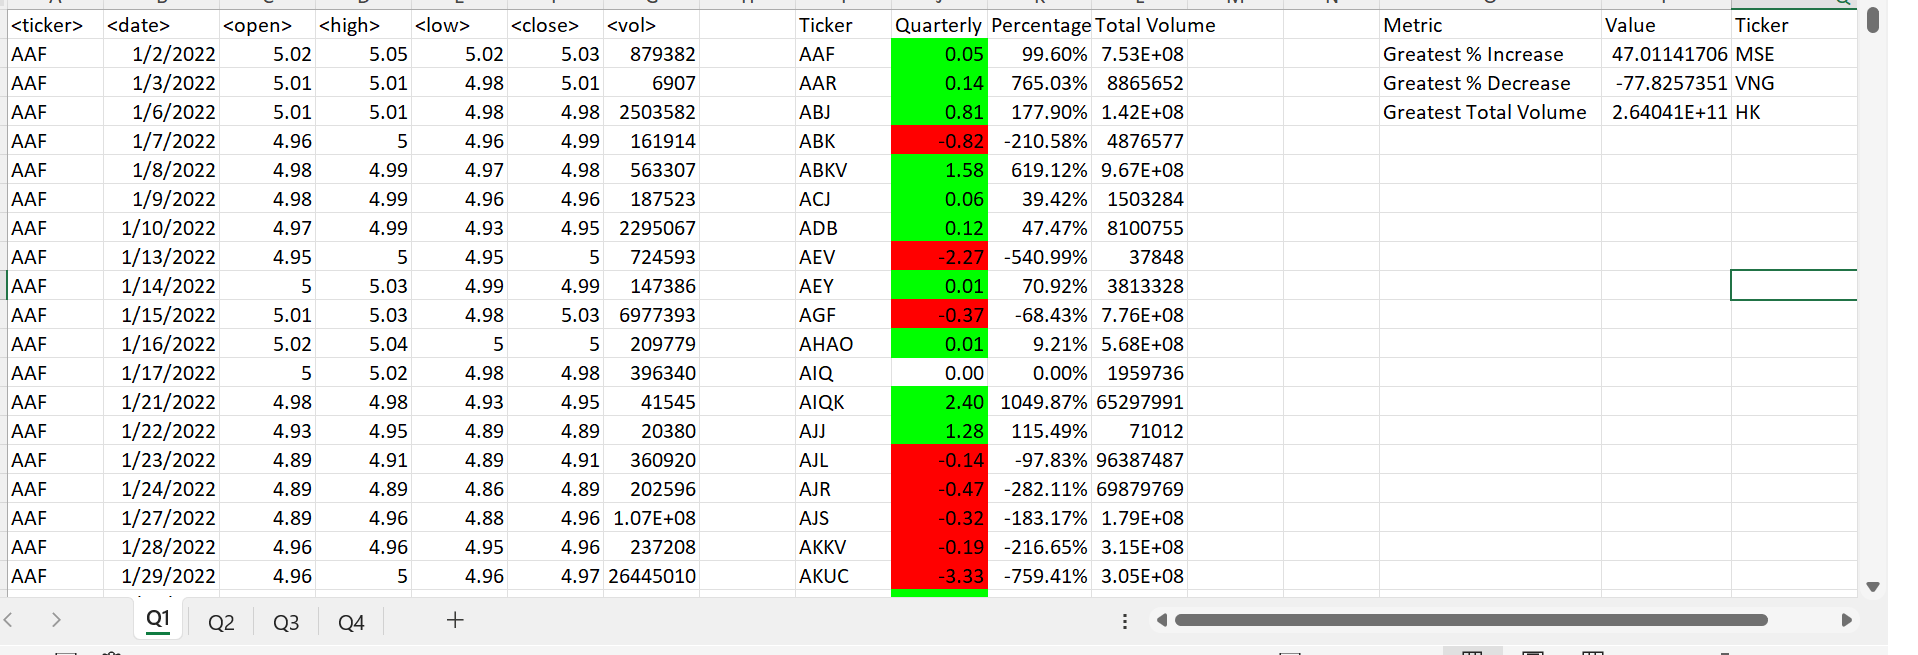 <ticker> <date> <open> <high> <low> <close> <vol> Ticker Quarterly Percentage Total Volume Metric Value Ticker
AAF 1/2/2022 5.02 5.05 5.02 5.03 879382 AAF 0.05 99.60% 7.53E+08 Greatest % Increase 47.01141706 MSE
AAF 1/3/2022 5.01 5.01 4.98 5.01 6907 AAR 0.14 765.03% 8865652 Greatest % Decrease -77.8257351 VNG
AAF 1/6/2022 5.01 5.01 4.98 4.98 2503582 ABJ 0.81 177.90% 1.42E+08 Greatest Total Volume 2.64041E+11 HK
AAF 1/7/2022 4.96 5 4.96 4.99 161914 ABK -0.82 -210.58% 4876577
AAF 1/8/2022 4.98 4.99 4.97 4.98 563307 ABKV 1.58 619.12% 9.67E+08
AAF 1/9/2022 4.98 4.99 4.96 4.96 187523 ACJ 0.06 39.42% 1503284
AAF 1/10/2022 4.97 4.99 4.93 4.95 2295067 ADB 0.12 47.47% 8100755
AAF 1/13/2022 4.95 5 4.95 5 724593 AEV -2.27 -540.99% 37848
AAF 1/14/2022 5 5.03 4.99 4.99 147386 AEY 0.01 70.92% 3813328
AAF 1/15/2022 5.01 5.03 4.98 5.03 6977393 AGF -0.37 -68.43% 7.76E+08
AAF 1/16/2022 5.02 5.04 5 5 209779 AHAO 0.01 9.21% 5.68E+08
AAF 1/17/2022 5 5.02 4.98 4.98 396340 AIQ 0.00 0.00% 1959736
AAF 1/21/2022 4.98 4.98 4.93 4.95 41545 AIQK 2.40 1049.87% 65297991
AAF 1/22/2022 4.93 4.95 4.89 4.89 20380 AJJ 1.28 115.49% 71012
AAF 1/23/2022 4.89 4.91 4.89 4.91 360920 AJL -0.14 -97.83% 96387487
AAF 1/24/2022 4.89 4.89 4.86 4.89 202596 AJR -0.47 -282.11% 69879769
AAF 1/27/2022 4.89 4.96 4.88 4.96 1.07E+08 AJS -0.32 -183.17% 1.79E+08
AAF 1/28/2022 4.96 4.96 4.95 4.96 237208 AKKV -0.19 -216.65% 3.15E+08
AAF 1/29/2022 4.96 5 4.96 4.97 26445010 AKUC -3.33 -759.41% 3.05E+08
Q1 Q2 Q3 Q4